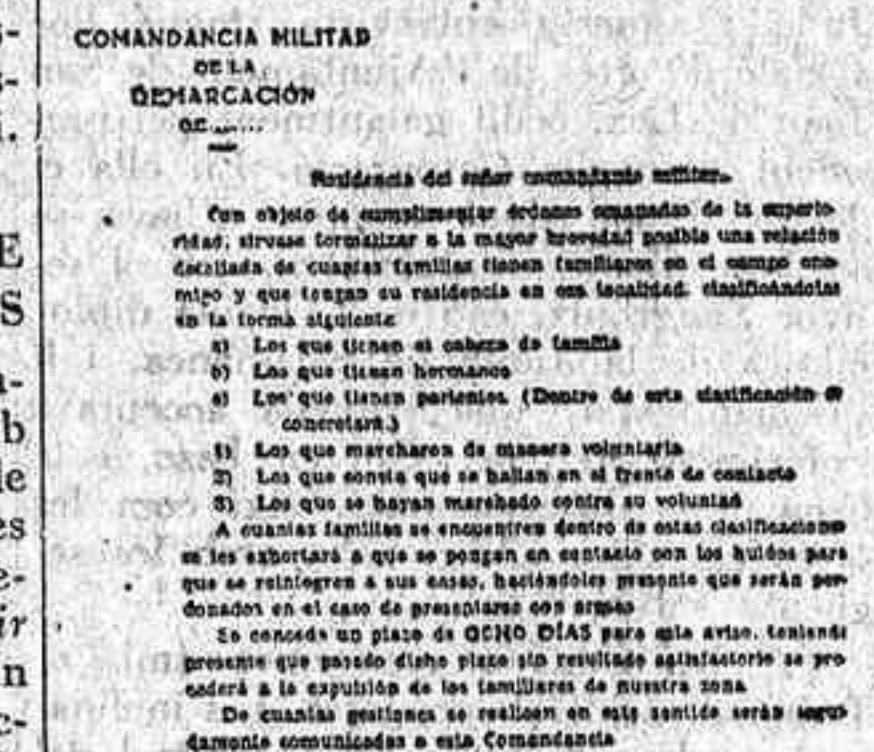 COMANDANCIA MILITAR
DE LA
DEMARCACIÓN
DE ......
Residencia del señor comandante militar.
Con objeto de cumplimentar órdenes emanadas de la superio-
ridad, sírvase formalizar a la mayor brevedad posible una relación
detallada de cuantas familias tienen familiares en el campo ene-
migo y que tengan su residencia en esa localidad, clasificándolas
en la forma siguiente
a) Los que tienen el cabeza de familia
b) Los que tienen hermanos
c) Los que tienen parientes. (Dentro de esta clasificación se
concretará.)
1) Los que marcharon de manera voluntaria
2) Los que consta que se hallan en el frente de contacto
3) Los que se hayan marchado contra su voluntad
A cuantas familias se encuentren dentro de estas clasificaciones
se les exhortará a que se pongan en contacto con los huídos para
que se reintegren a sus casas, haciéndoles presente que serán per-
donados en el caso de presentarse con armas
Se concede un plazo de OCHO DÍAS para este aviso, teniendo
presente que pasado dicho plazo sin resultado satisfactorio se pro-
cederá a la expulsión de los familiares de nuestra zona
De cuantas gestiones se realicen en este sentido serán
comunicadas a esta Comandancia
s-
s-
i.
E
S
a-
b
le
es
e-
ir
n
c-